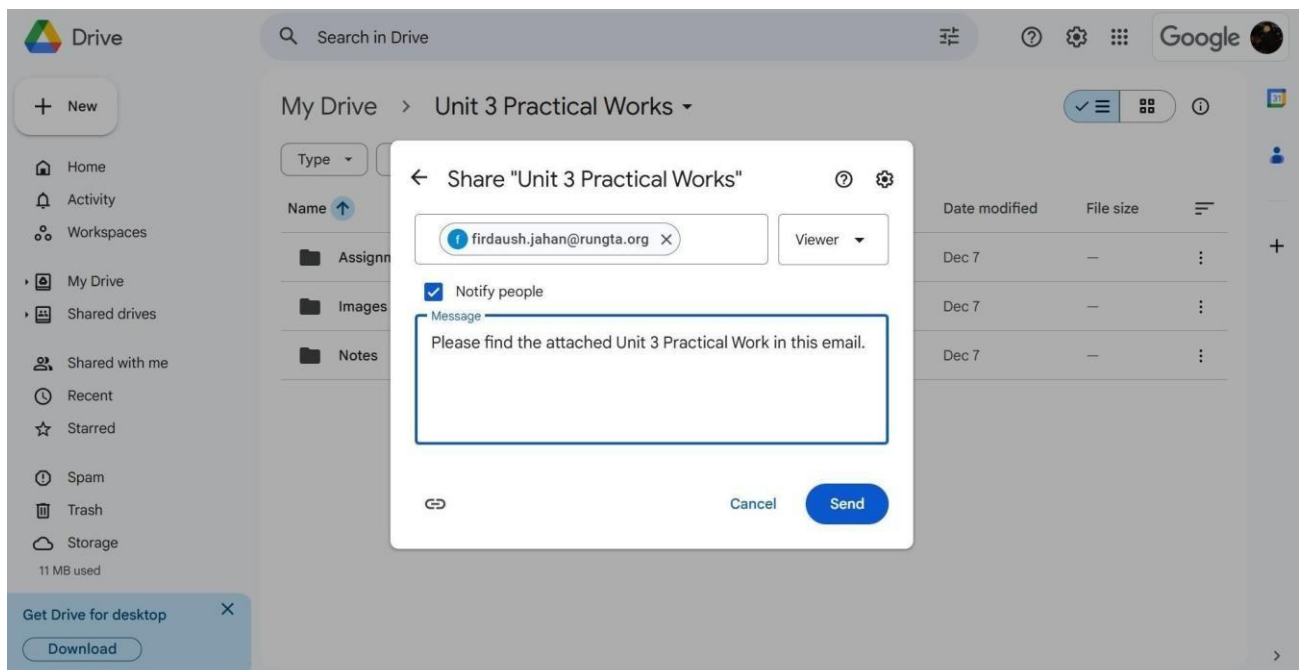 Drive
Search in Drive
Google
New
My Drive > Unit 3 Practical Works
31
Type
Home
Activity
Workspaces
My Drive
Shared drives
Shared with me
Recent
Starred
Spam
Trash
Storage
11 MB used
Get Drive for desktop
Download
Name
Date modified
File size
Dec 7 –
Images
Dec 7 –
Notes
Dec 7 –
Share "Unit 3 Practical Works"
f firdaush.jahan@rungta.org
Viewer
Notify people
Message
Please find the attached Unit 3 Practical Work in this email.
Cancel
Send